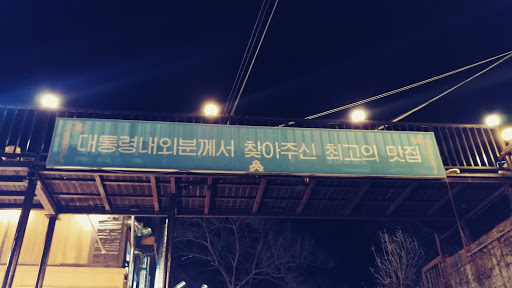 대통령내외분께서 찾아주신 최고의 맛집